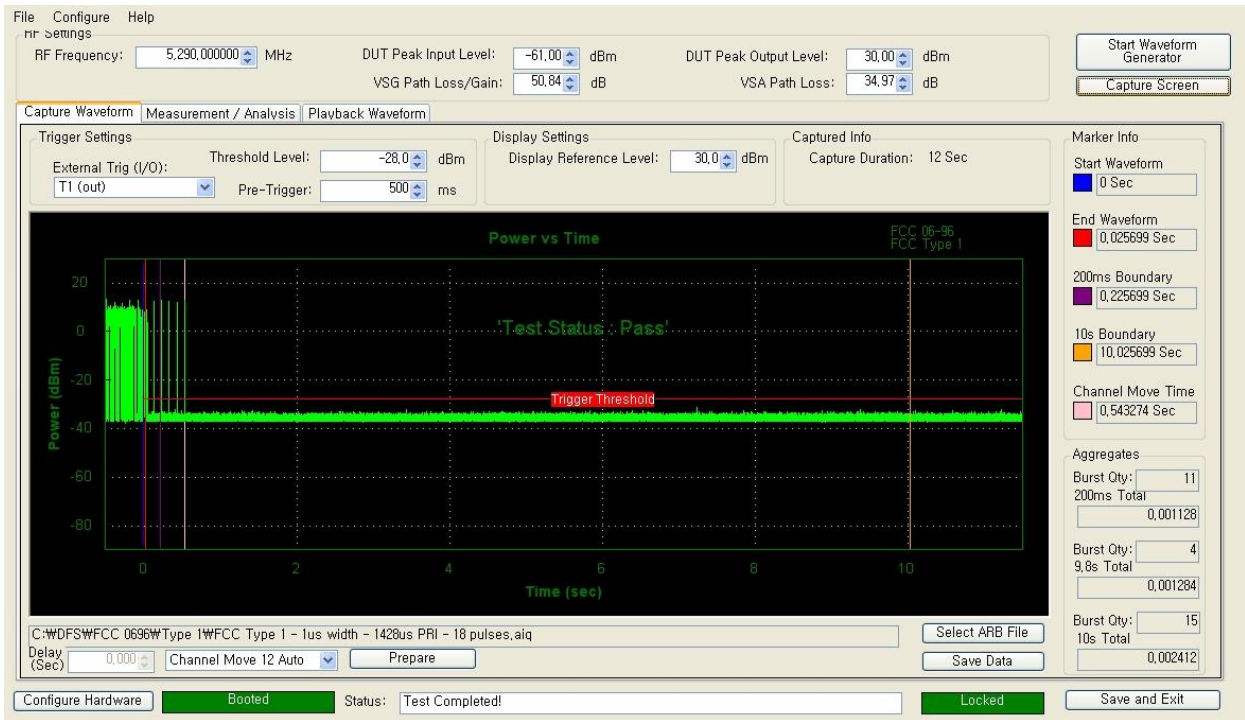 File Configure Help
RF Settings
RF Frequency: 5,290,000000 MHz DUT Peak Input Level: -61,00 dBm DUT Peak Output Level: 30,00 dBm
VSG Path Loss/Gain: 50,84 dB VSA Path Loss: 34,97 dB
Start Waveform Generator
Capture Screen
Capture Waveform Measurement / Analysis Playback Waveform
Trigger Settings
External Trig (I/O):
T1 (out)
Threshold Level: -28,0 dBm
Pre-Trigger: 500 ms
Display Settings
Display Reference Level: 30,0 dBm
Captured Info
Capture Duration: 12 Sec
Power vs Time
FCC 06-96
FCC Type 1
'Test Status : Pass'
Trigger Threshold
Power (dBm)
20
0
-20
-40
-60
-80
0 2 4 6 8 10
Time (sec)
Marker Info
Start Waveform
0 Sec
End Waveform
0,025699 Sec
200ms Boundary
0,225699 Sec
10s Boundary
10,025699 Sec
Channel Move Time
0,543274 Sec
Aggregates
Burst Qty: 11
200ms Total
0,001128
Burst Qty: 4
9,8s Total
0,001284
Burst Qty: 15
10s Total
0,002412
C:₩DFS₩FCC 0696₩Type 1₩FCC Type 1 - 1us width - 1428us PRI - 18 pulses,aiq
Select ARB File
Delay (Sec) 0,000 Channel Move 12 Auto Prepare
Save Data
Configure Hardware Booted Status: Test Completed! Locked Save and Exit